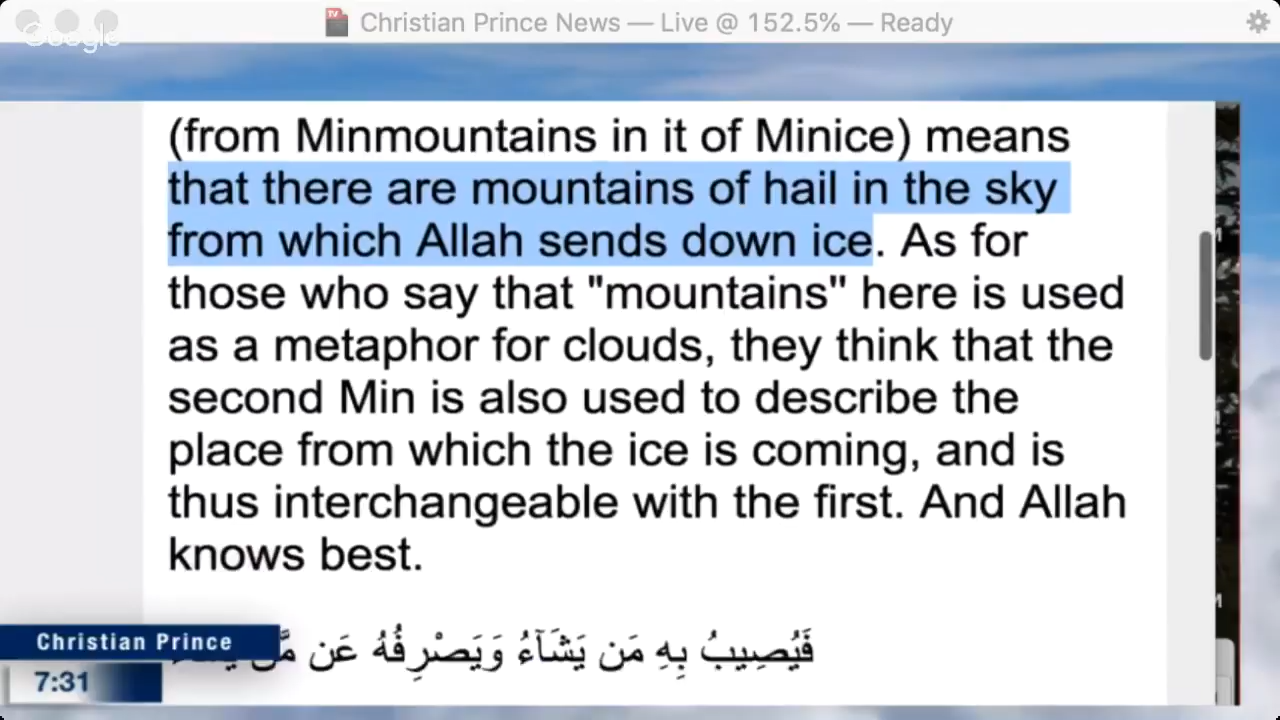 Christian Prince News — Live @ 152.5% — Ready
Google
(from Minmountains in it of Minice) means
that there are mountains of hail in the sky
from which Allah sends down ice. As for
those who say that "mountains" here is used
as a metaphor for clouds, they think that the
second Min is also used to describe the
place from which the ice is coming, and is
thus interchangeable with the first. And Allah
knows best.
فَيُصِيبُ بِهِ مَن يَشَآءُ وَيَصْرِفُهُ عَن مَّن
Christian Prince
7:31